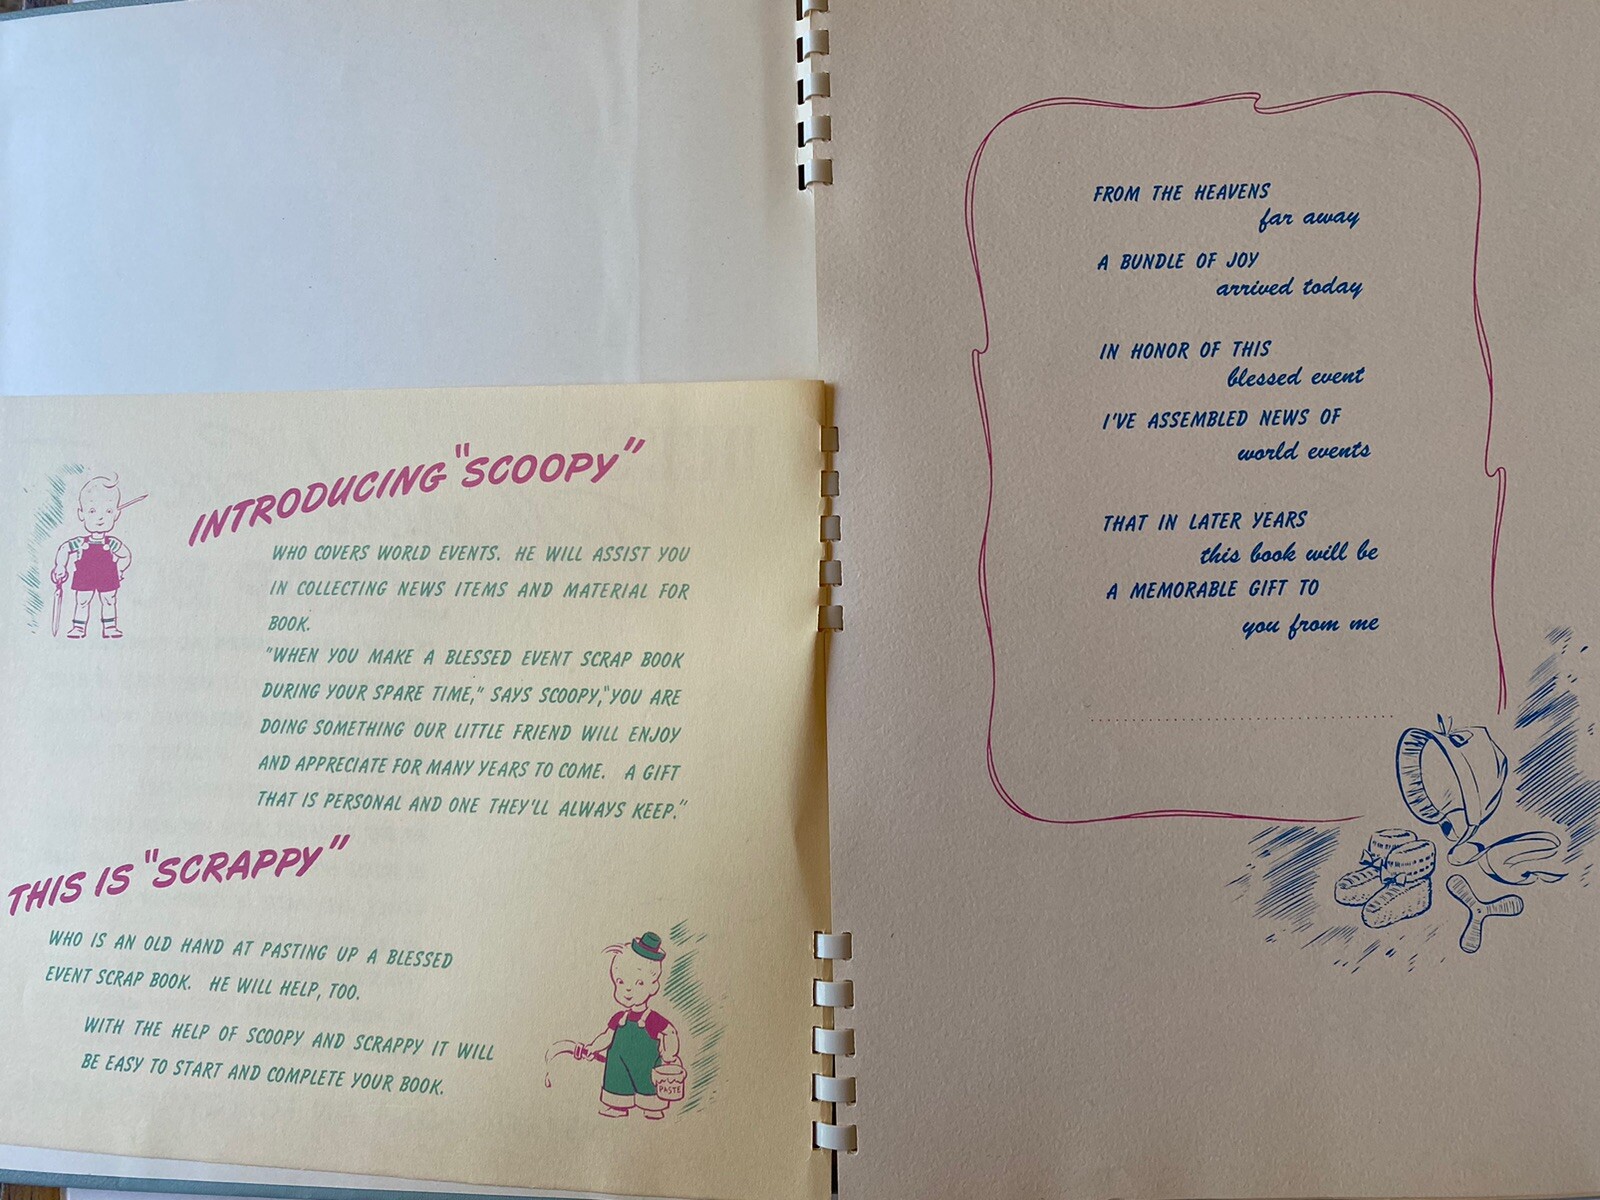 INTRODUCING "SCOOPY"
WHO COVERS WORLD EVENTS. HE WILL ASSIST YOU
IN COLLECTING NEWS ITEMS AND MATERIAL FOR
BOOK.
"WHEN YOU MAKE A BLESSED EVENT SCRAP BOOK
DURING YOUR SPARE TIME," SAYS SCOOPY, "YOU ARE
DOING SOMETHING OUR LITTLE FRIEND WILL ENJOY
AND APPRECIATE FOR MANY YEARS TO COME. A GIFT
THAT IS PERSONAL AND ONE THEY'LL ALWAYS KEEP."
THIS IS "SCRAPPY"
WHO IS AN OLD HAND AT PASTING UP A BLESSED
EVENT SCRAP BOOK. HE WILL HELP, TOO.
WITH THE HELP OF SCOOPY AND SCRAPPY IT WILL
BE EASY TO START AND COMPLETE YOUR BOOK.
PASTE
FROM THE HEAVENS
far away
A BUNDLE OF JOY
arrived today
IN HONOR OF THIS
blessed event
I'VE ASSEMBLED NEWS OF
world events
THAT IN LATER YEARS
this book will be
A MEMORABLE GIFT TO
you from me